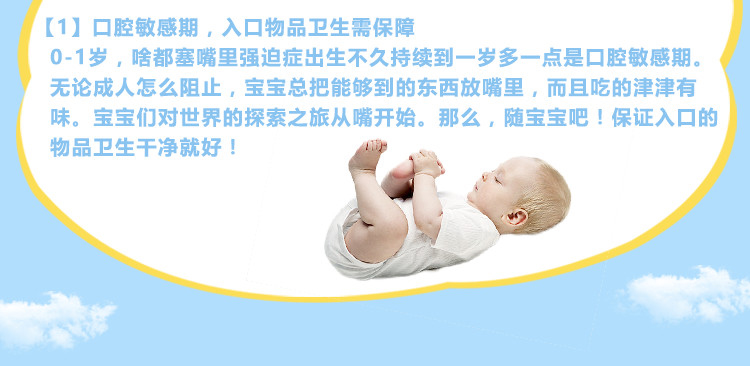 【1】口腔敏感期，入口物品卫生需保障
0-1岁，啥都塞嘴里强迫症出生不久持续到一岁多一点是口腔敏感期。
无论成人怎么阻止，宝宝总把能够到的东西放嘴里，而且吃的津津有
味。宝宝们对世界的探索之旅从嘴开始。那么，随宝宝吧！保证入口的
物品卫生干净就好！